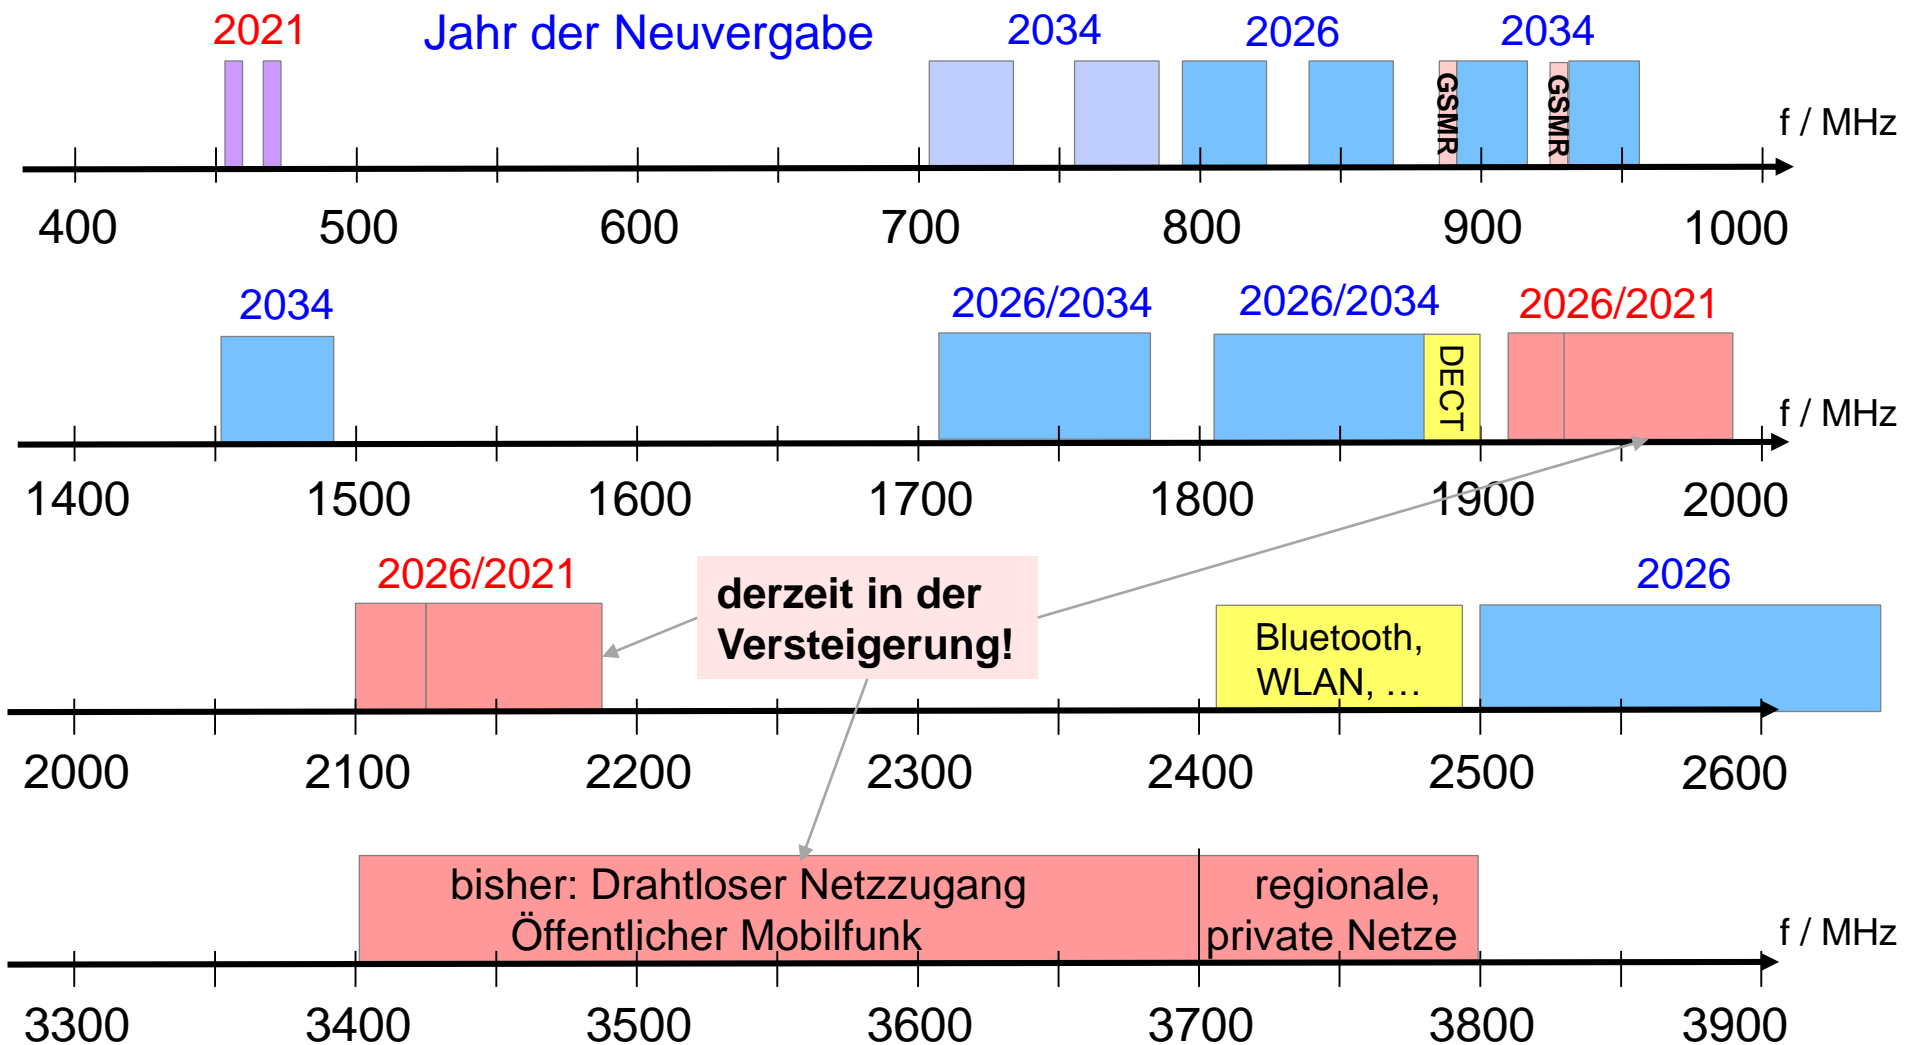 2021 Jahr der Neuvergabe 2034 2026 2034
GSMR GSMR
f / MHz
400 500 600 700 800 900 1000
2034 2026/2034 2026/2034 2026/2021
DECT
f / MHz
1400 1500 1600 1700 1800 1900 2000
2026/2021 2026
derzeit in der
Versteigerung!
Bluetooth,
WLAN, …
2000 2100 2200 2300 2400 2500 2600
bisher: Drahtloser Netzzugang
Öffentlicher Mobilfunk
regionale,
private Netze
f / MHz
3300 3400 3500 3600 3700 3800 3900